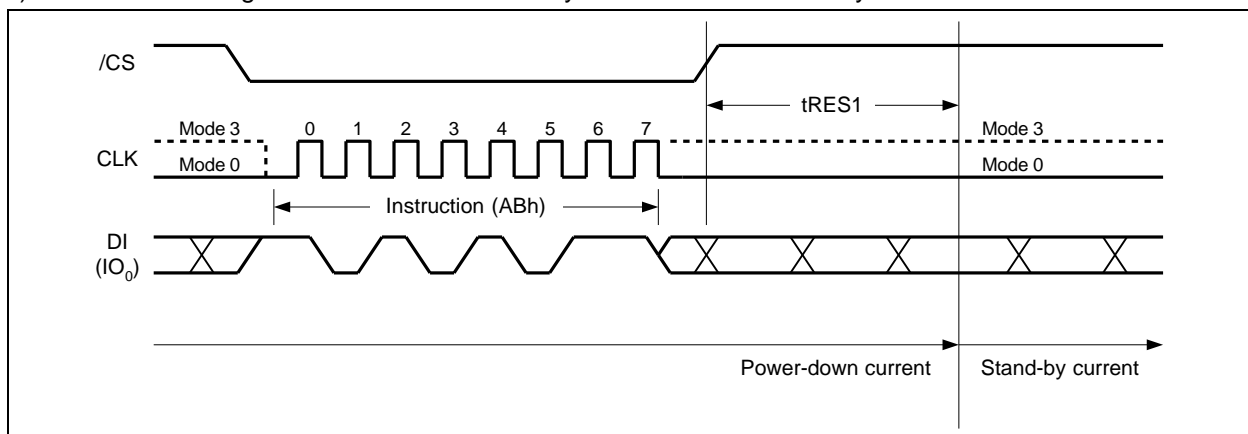 /CS
tRES1
Mode 3 0 1 2 3 4 5 6 7 Mode 3
CLK
Mode 0 Mode 0
Instruction (ABh)
DI
(IO₀)
Power-down current Stand-by current